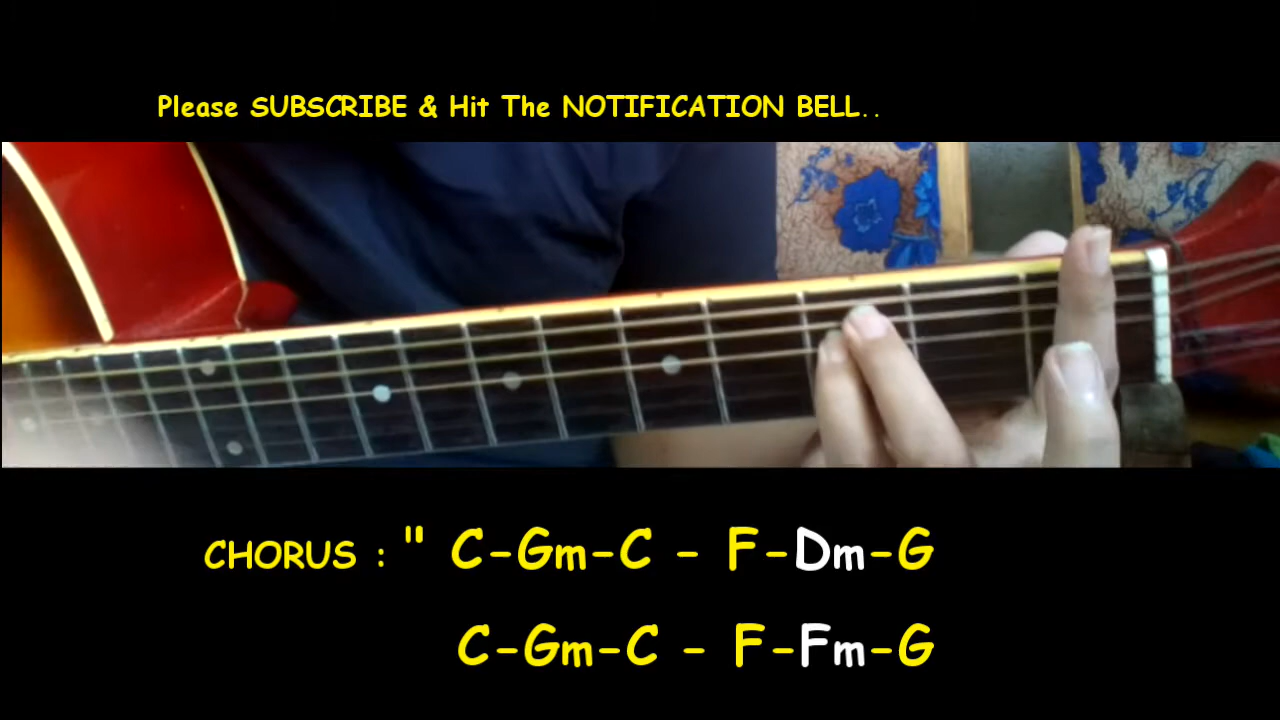 Please SUBSCRIBE & Hit The NOTIFICATION BELL..
CHORUS : " C-Gm-C - F-Dm-G
C-Gm-C - F-Fm-G